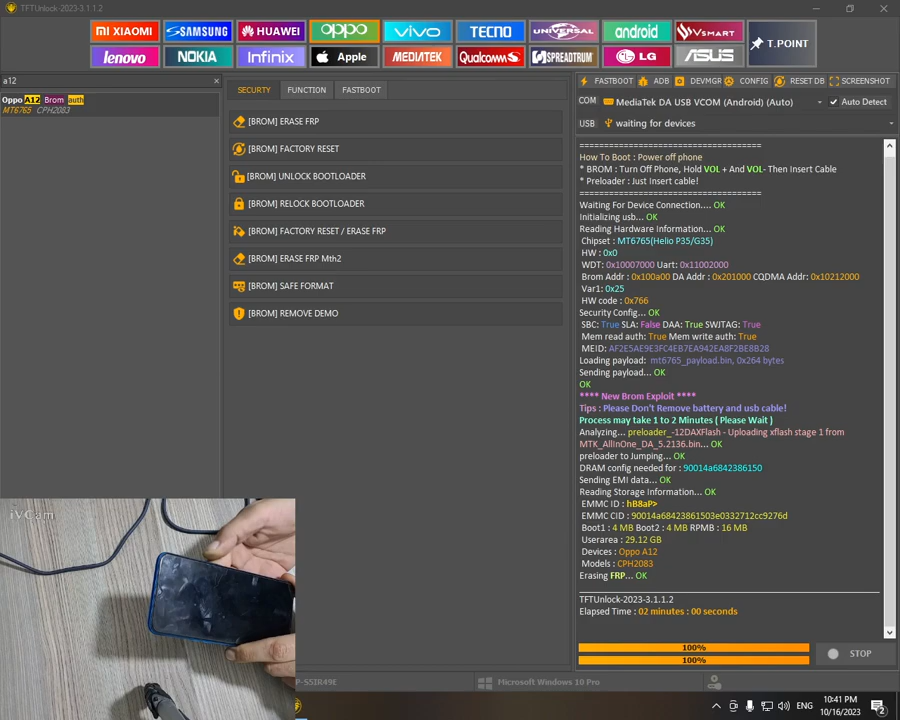 TFTUnlock-2023-3.1.1.2
MI XIAOMI
SAMSUNG
HUAWEI
oppo
vivo
TECNO
UNIVERSAL
android
VSMART
T.POINT
lenovo
NOKIA
Infinix
Apple
MEDIATEK
Qualcomm
SPREADTRUM
LG
ASUS
a12
Oppo A12 Brom auth
MT6765 CPH2083
SECURTY FUNCTION FASTBOOT
[BROM] ERASE FRP
[BROM] FACTORY RESET
[BROM] UNLOCK BOOTLOADER
[BROM] RELOCK BOOTLOADER
[BROM] FACTORY RESET / ERASE FRP
[BROM] ERASE FRP Mth2
[BROM] SAFE FORMAT
[BROM] REMOVE DEMO
FASTBOOT ADB DEVMGR CONFIG RESET DB SCREENSHOT
COM MediaTek DA USB VCOM (Android) (Auto) Auto Detect
USB waiting for devices
=====================================
How To Boot : Power off phone
* BROM : Turn Off Phone, Hold VOL + And VOL- Then Insert Cable
* Preloader : Just Insert cable!
=====================================
Waiting For Device Connection.... OK
Initializing usb... OK
Reading Hardware Information... OK
Chipset : MT6765(Helio P35/G35)
HW : 0x0
WDT: 0x10007000 Uart: 0x11002000
Brom Addr : 0x100a00 DA Addr : 0x201000 CQDMA Addr: 0x10212000
Var1: 0x25
HW code : 0x766
Security Config... OK
SBC: True SLA: False DAA: True SWJTAG: True
Mem read auth: True Mem write auth: True
MEID: AF2E5AE9E3FC4EB7EA942EA8F2BE8B28
Loading payload: mt6765_payload.bin, 0x264 bytes
Sending payload... OK
OK
**** New Brom Exploit ****
Tips : Please Don't Remove battery and usb cable!
Process may take 1 to 2 Minutes ( Please Wait )
Analyzing... preloader_-12DAXFlash - Uploading xflash stage 1 from
MTK_AllInOne_DA_5.2136.bin... OK
preloader to Jumping... OK
DRAM config needed for : 90014a6842386150
Sending EMI data... OK
Reading Storage Information... OK
EMMC ID : hB8aP>
EMMC CID : 90014a68423861503e0332712cc9276d
Boot1 : 4 MB Boot2 : 4 MB RPMB : 16 MB
Userarea : 29.12 GB
Devices : Oppo A12
Models : CPH2083
Erasing FRP... OK
TFTUnlock-2023-3.1.1.2
Elapsed Time : 02 minutes : 00 seconds
100%
100%
STOP
iVCam
P-S5IR49E
Microsoft Windows 10 Pro
ENG
10:41 PM
10/16/2023
2